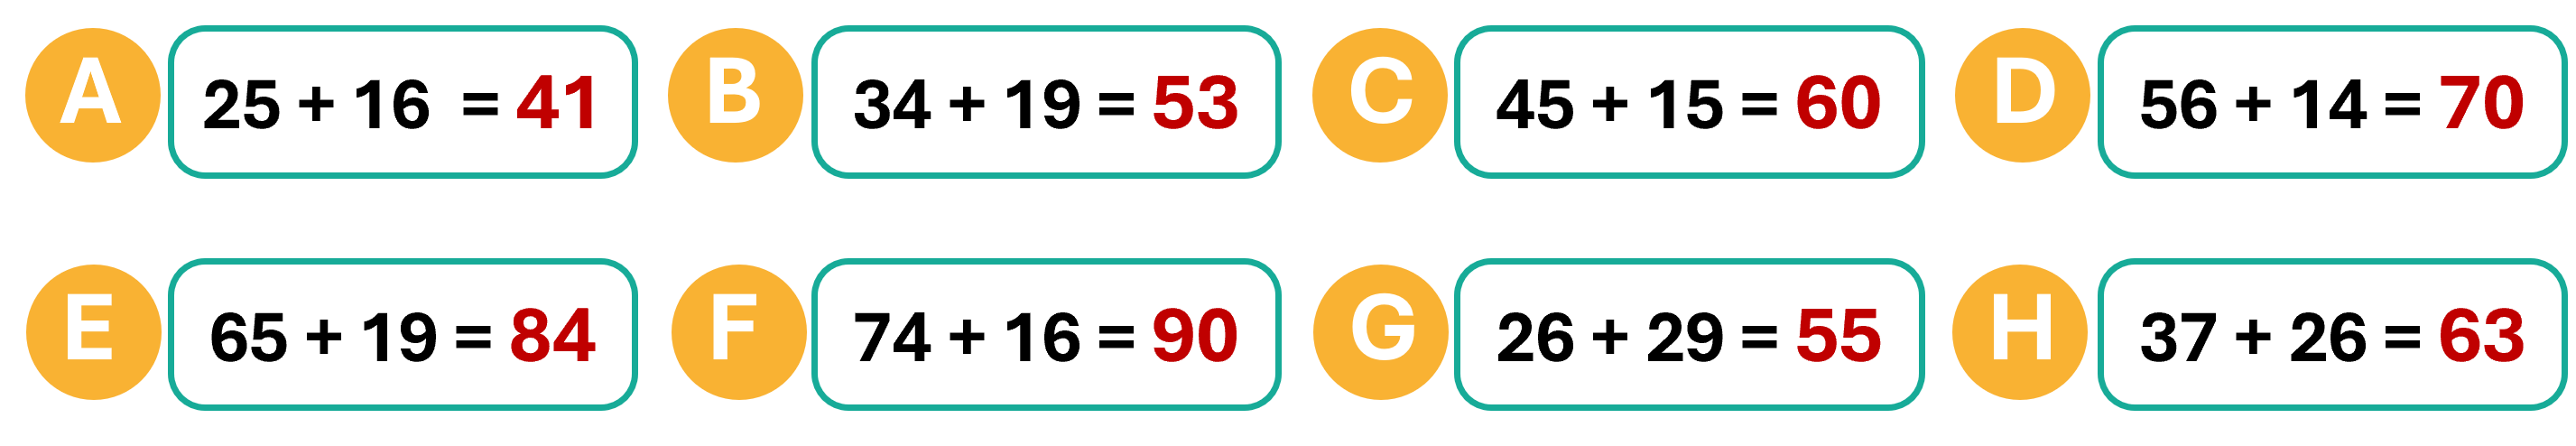 A 25 + 16 = 41 B 34 + 19 = 53 C 45 + 15 = 60 D 56 + 14 = 70
E 65 + 19 = 84 F 74 + 16 = 90 G 26 + 29 = 55 H 37 + 26 = 63